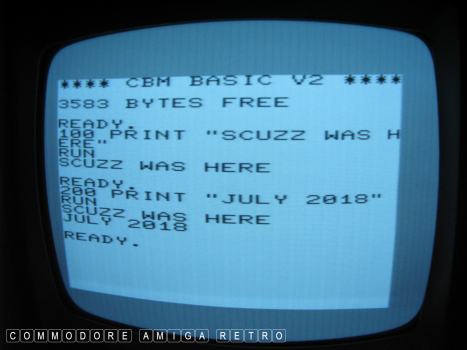 **** CBM BASIC V2 ****
3583 BYTES FREE
READY.
100 PRINT "SCUZZ WAS H
ERE"
RUN
SCUZZ WAS HERE
READY.
200 PRINT "JULY 2018"
RUN
SCUZZ WAS HERE
JULY 2018
READY.
COMMODORE AMIGA RETRO